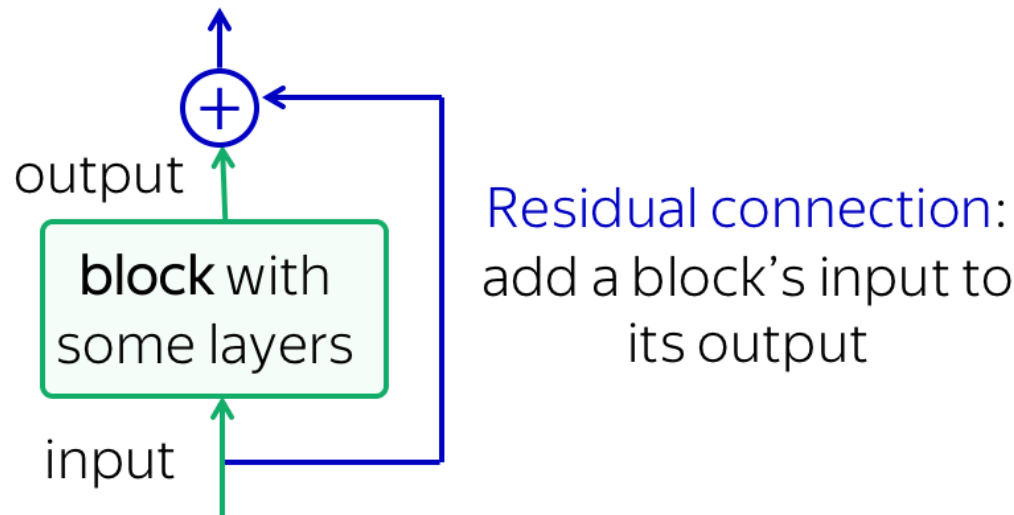 output
block with
some layers
input
Residual connection:
add a block’s input to
its output